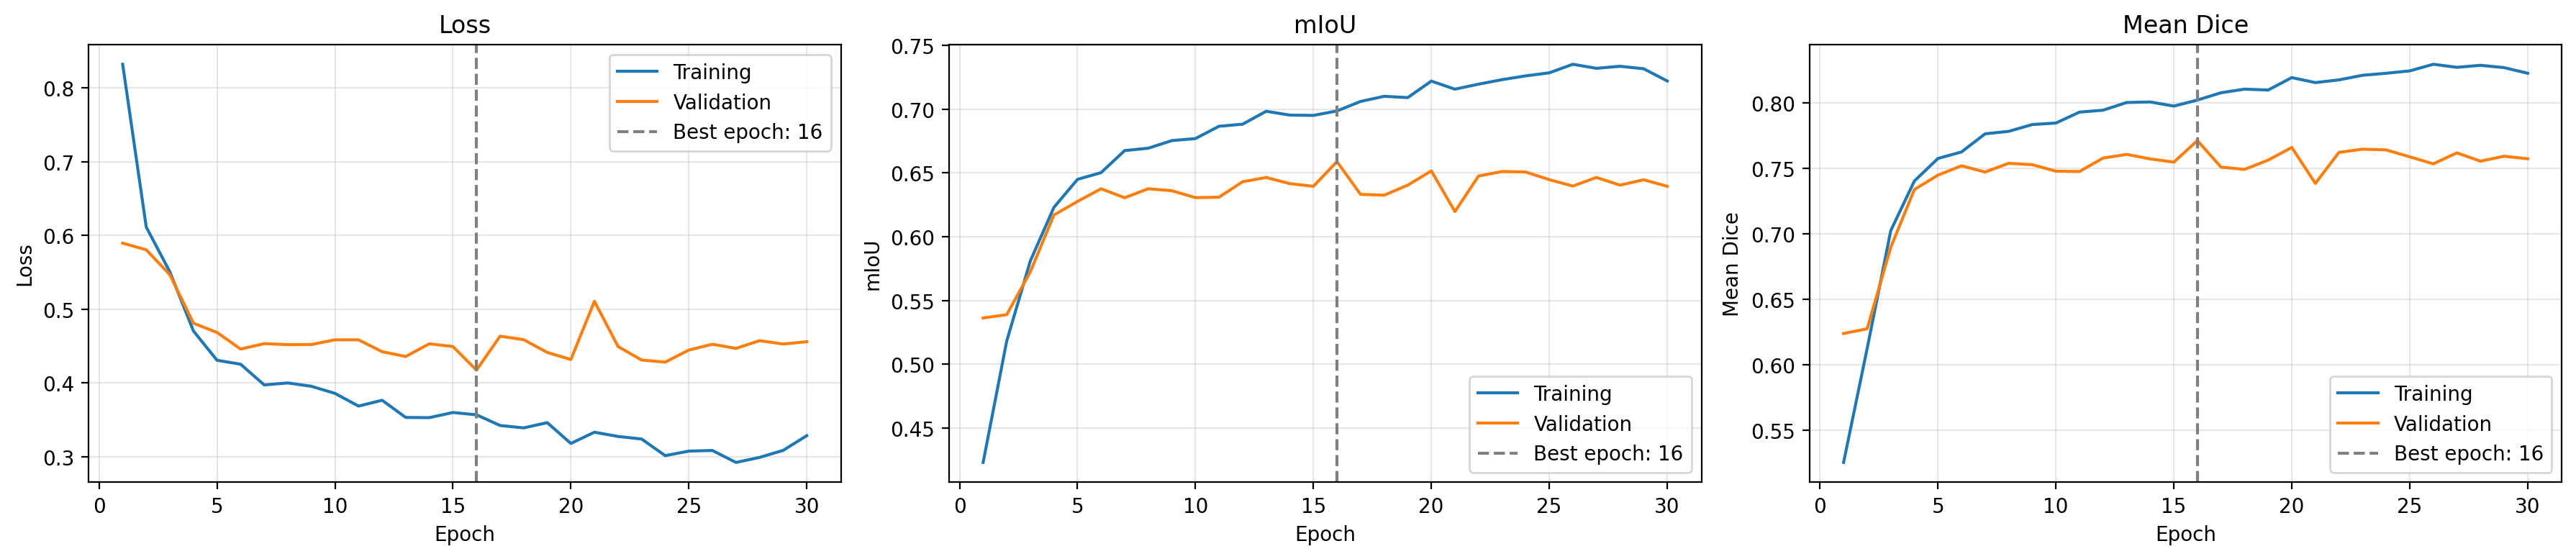 Loss
0.8
0.7
0.6
0.5
0.4
0.3
Loss
0 5 10 15 20 25 30
Epoch
Training
Validation
Best epoch: 16
mIoU
0.75
0.70
0.65
0.60
0.55
0.50
0.45
mIoU
0 5 10 15 20 25 30
Epoch
Training
Validation
Best epoch: 16
Mean Dice
0.80
0.75
0.70
0.65
0.60
0.55
Mean Dice
0 5 10 15 20 25 30
Epoch
Training
Validation
Best epoch: 16